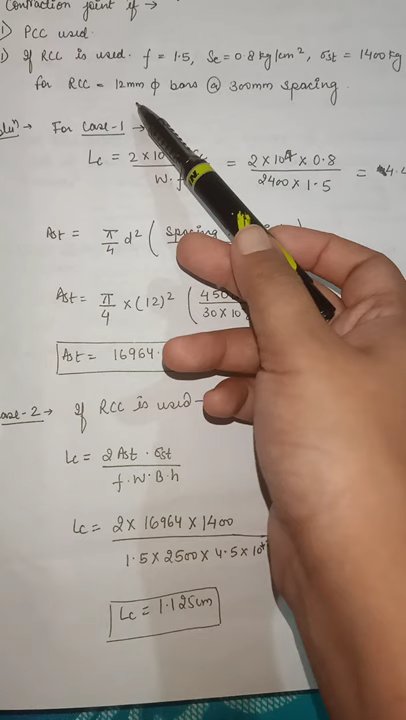 Contraction joint if →
1) PCC used.
1) If RCC is used. f = 1.5, Sc = 0.8 kg/cm², σst = 1400 kg
for RCC = 12mm ϕ bars @ 300mm spacing.
For Case-1 →
Lc = 2 × 10 / W. f = 2 × 10⁴ × 0.8 / 2400 × 1.5 =
Ast = π/4 d² (
Ast = π/4 × (12)² ( 450 / 30 × 10
Ast = 16964.
Case-2 → If RCC is used –
Lc = 2 Ast . σst / f. W. B. h
Lc = 2 × 16964 × 1400 / 1.5 × 2500 × 4.5 × 10
Lc = 1.125cm